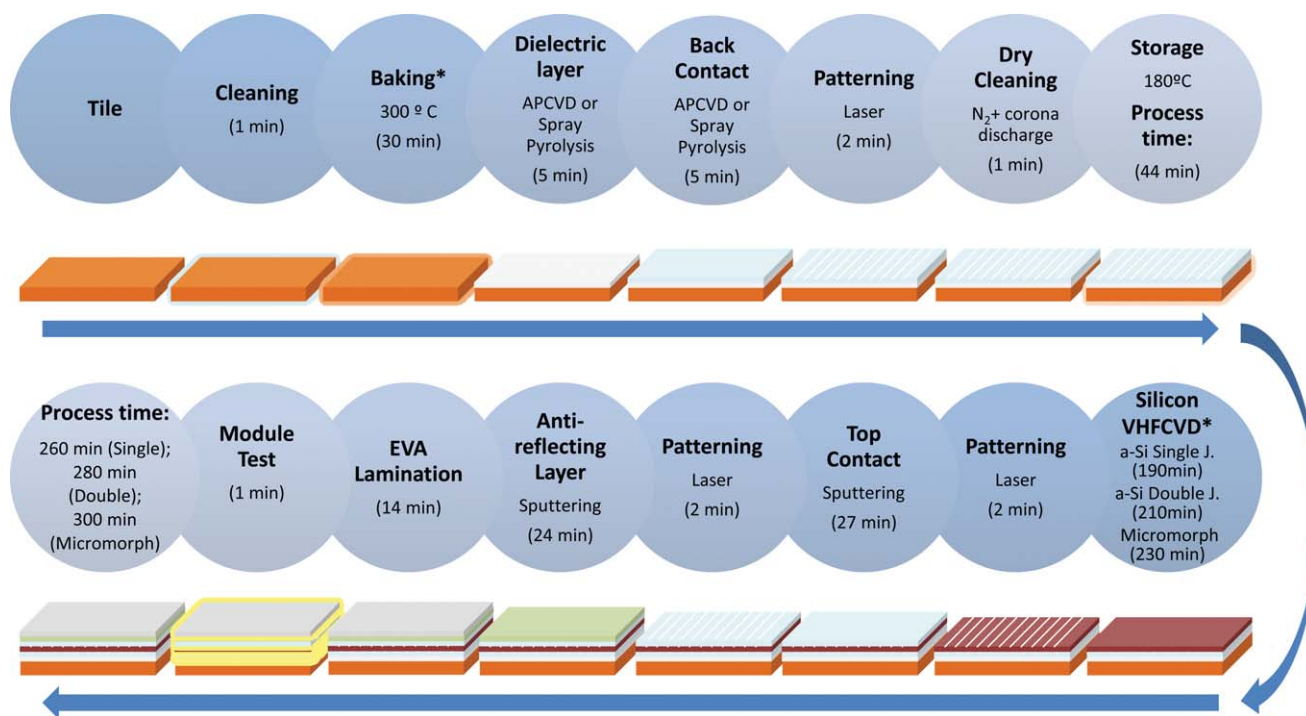 Tile
Cleaning
(1 min)
Baking*
300 º C
(30 min)
Dielectric
layer
APCVD or
Spray
Pyrolysis
(5 min)
Back
Contact
APCVD or
Spray
Pyrolysis
(5 min)
Patterning
Laser
(2 min)
Dry
Cleaning
N₂+ corona
discharge
(1 min)
Storage
180ºC
Process
time:
(44 min)
Process time:
260 min (Single);
280 min
(Double);
300 min
(Micromorph)
Module
Test
(1 min)
EVA
Lamination
(14 min)
Anti-
reflecting
Layer
Sputtering
(24 min)
Patterning
Laser
(2 min)
Top
Contact
Sputtering
(27 min)
Patterning
Laser
(2 min)
Silicon
VHFCVD*
a-Si Single J.
(190min)
a-Si Double J.
(210min)
Micromorph
(230 min)